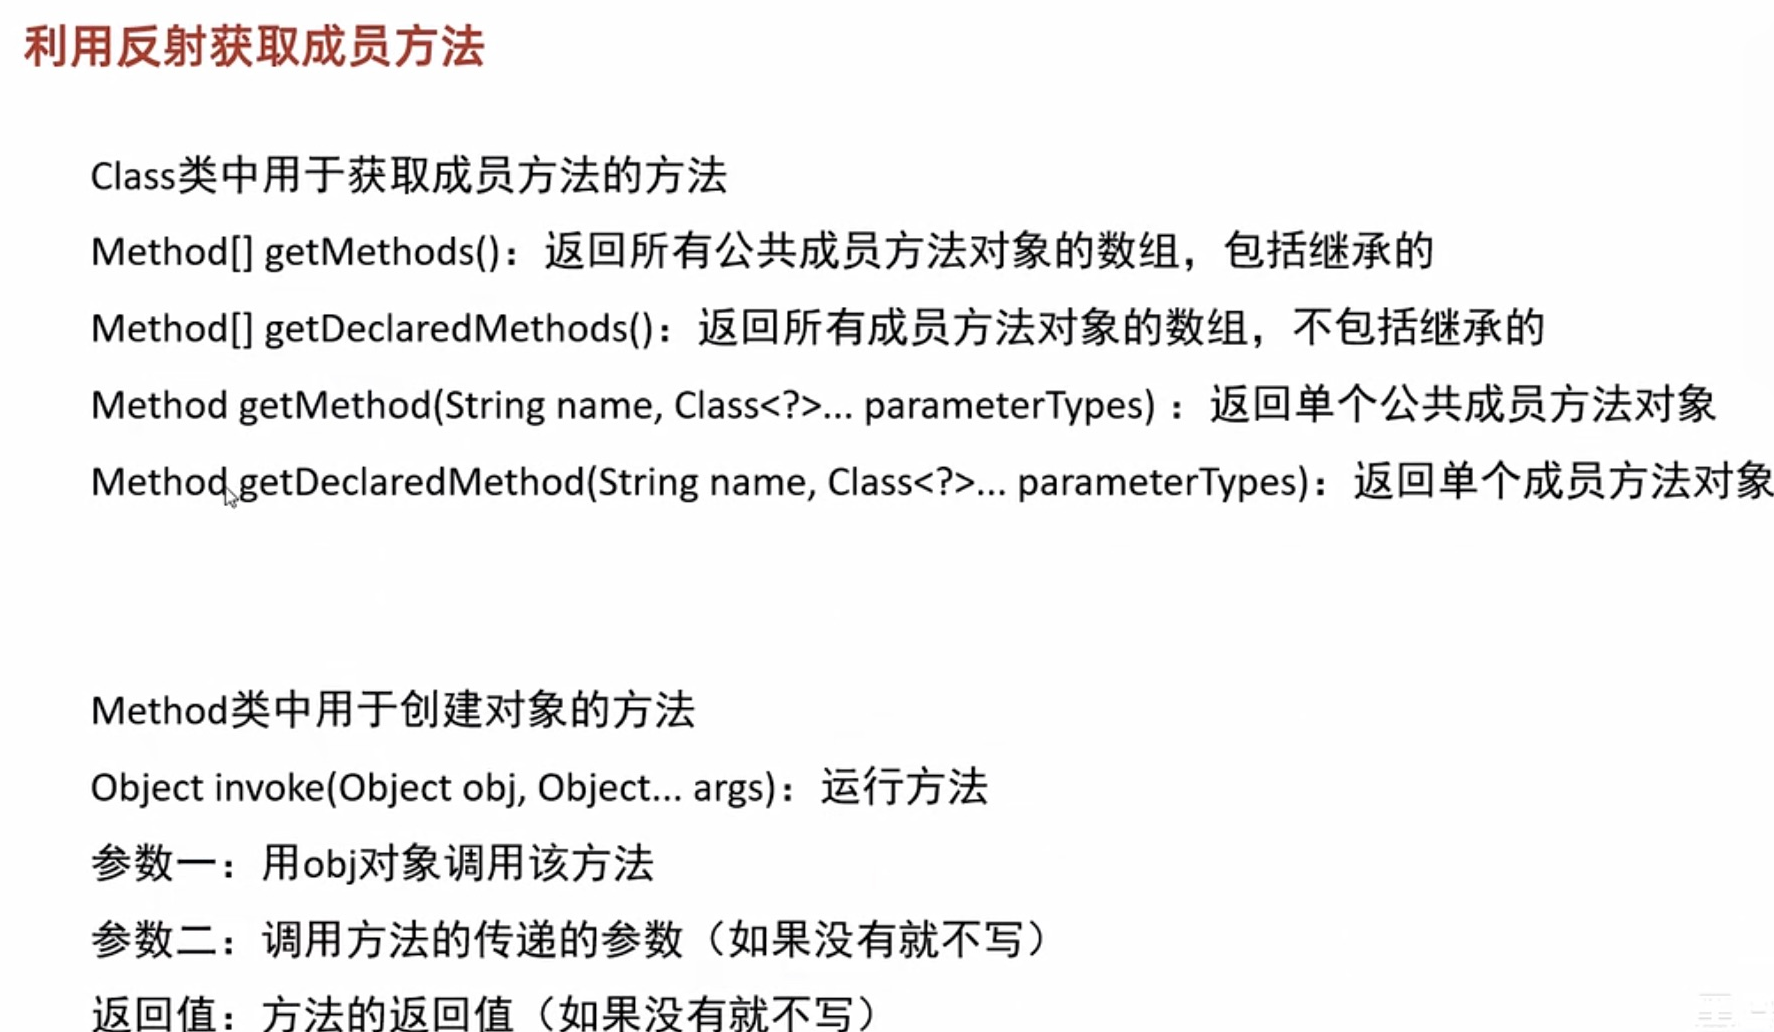 利用反射获取成员方法
Class类中用于获取成员方法的方法
Method[] getMethods()：返回所有公共成员方法对象的数组，包括继承的
Method[] getDeclaredMethods()：返回所有成员方法对象的数组，不包括继承的
Method getMethod(String name, Class<?>... parameterTypes) ：返回单个公共成员方法对象
Method getDeclaredMethod(String name, Class<?>... parameterTypes)：返回单个成员方法对象
Method类中用于创建对象的方法
Object invoke(Object obj, Object... args)：运行方法
参数一：用obj对象调用该方法
参数二：调用方法的传递的参数（如果没有就不写）
返回值：方法的返回值（如果没有就不写）